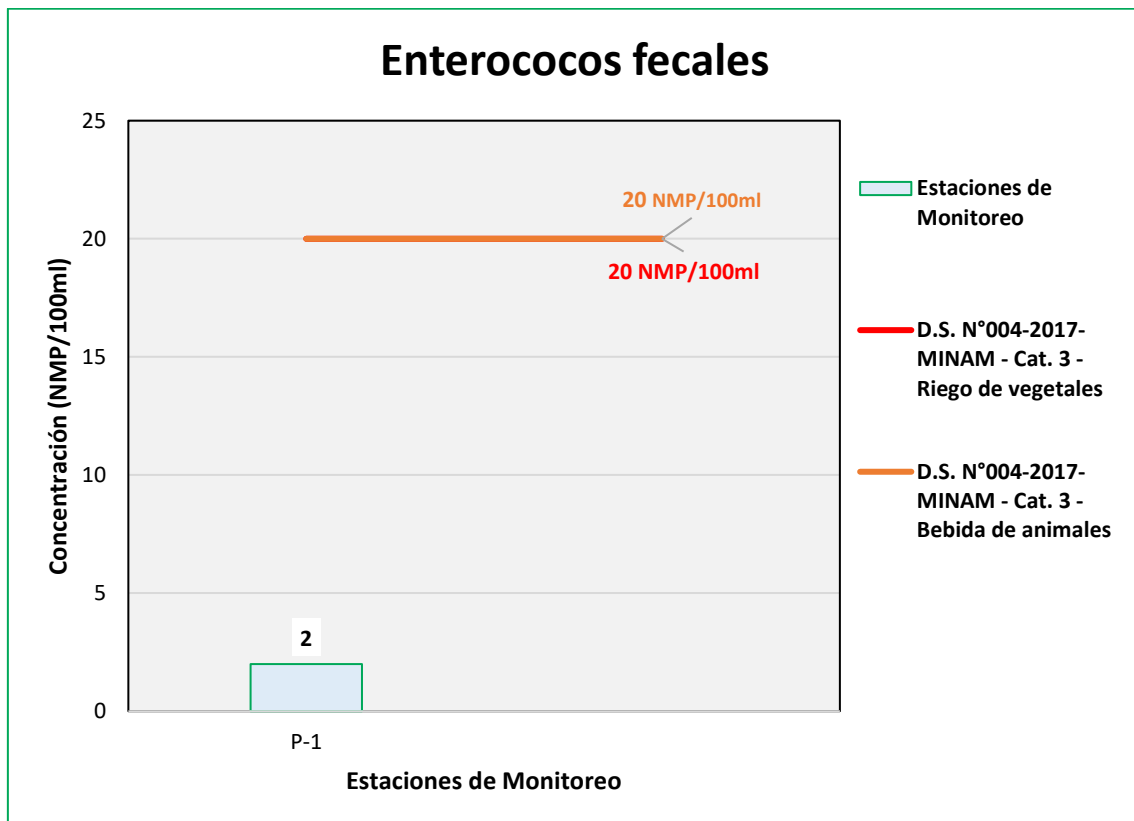 Enterococos fecales
Concentración (NMP/100ml)
25
20
15
10
5
0
20 NMP/100ml
20 NMP/100ml
2
P-1
Estaciones de Monitoreo
Estaciones de
Monitoreo
D.S. N°004-2017-
MINAM - Cat. 3 -
Riego de vegetales
D.S. N°004-2017-
MINAM - Cat. 3 -
Bebida de animales